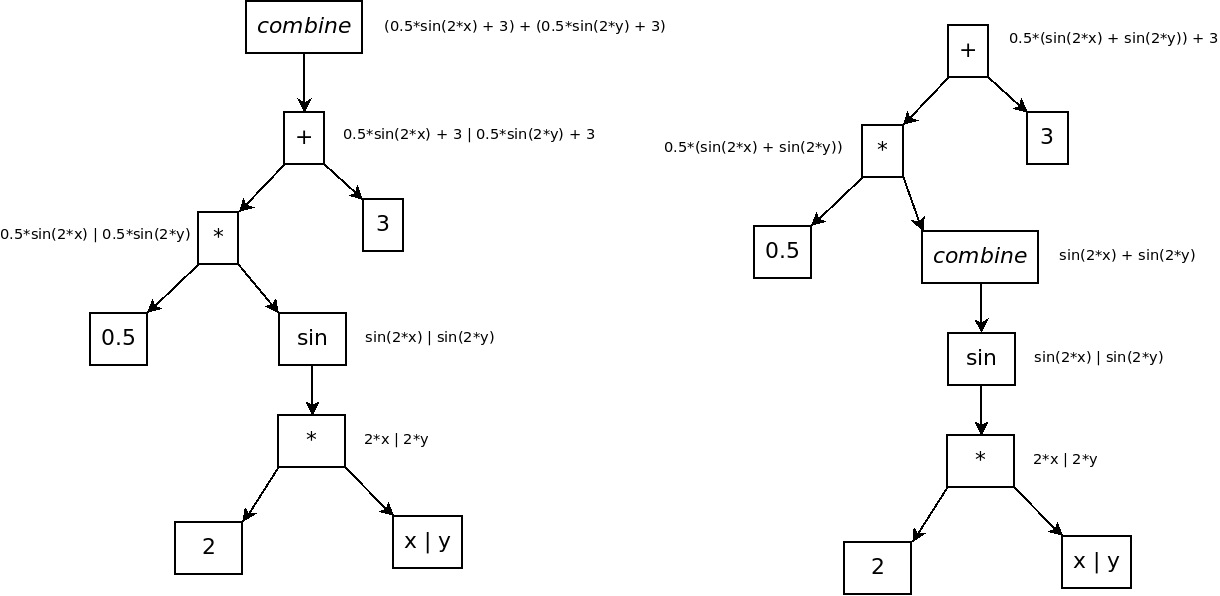 combine
(0.5*sin(2*x) + 3) + (0.5*sin(2*y) + 3)
+
0.5*sin(2*x) + 3 | 0.5*sin(2*y) + 3
3
0.5*sin(2*x) | 0.5*sin(2*y)
*
0.5
sin
sin(2*x) | sin(2*y)
*
2*x | 2*y
2
x | y
+
0.5*(sin(2*x) + sin(2*y)) + 3
3
0.5*(sin(2*x) + sin(2*y))
*
0.5
combine
sin(2*x) + sin(2*y)
sin
sin(2*x) | sin(2*y)
*
2*x | 2*y
2
x | y